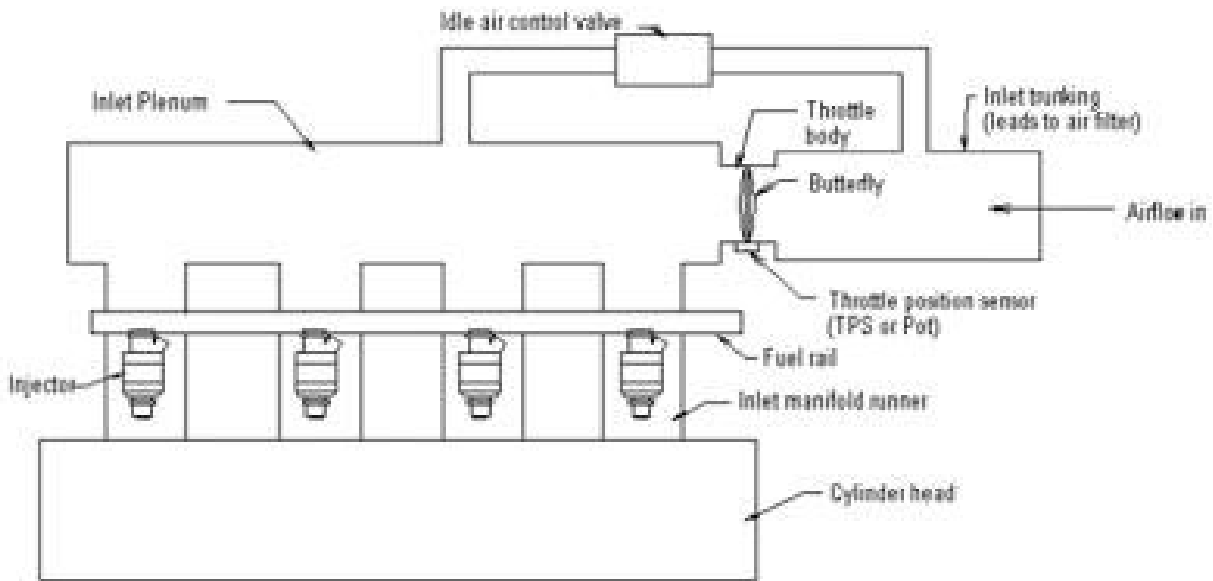 Idle air control valve
Inlet Plenum
Throttle
body
Inlet trunking
(leads to air filter)
Butterfly
Airflow in
Throttle position sensor
(TPS or Pot)
Fuel rail
Injector
Inlet manifold runner
Cylinder head